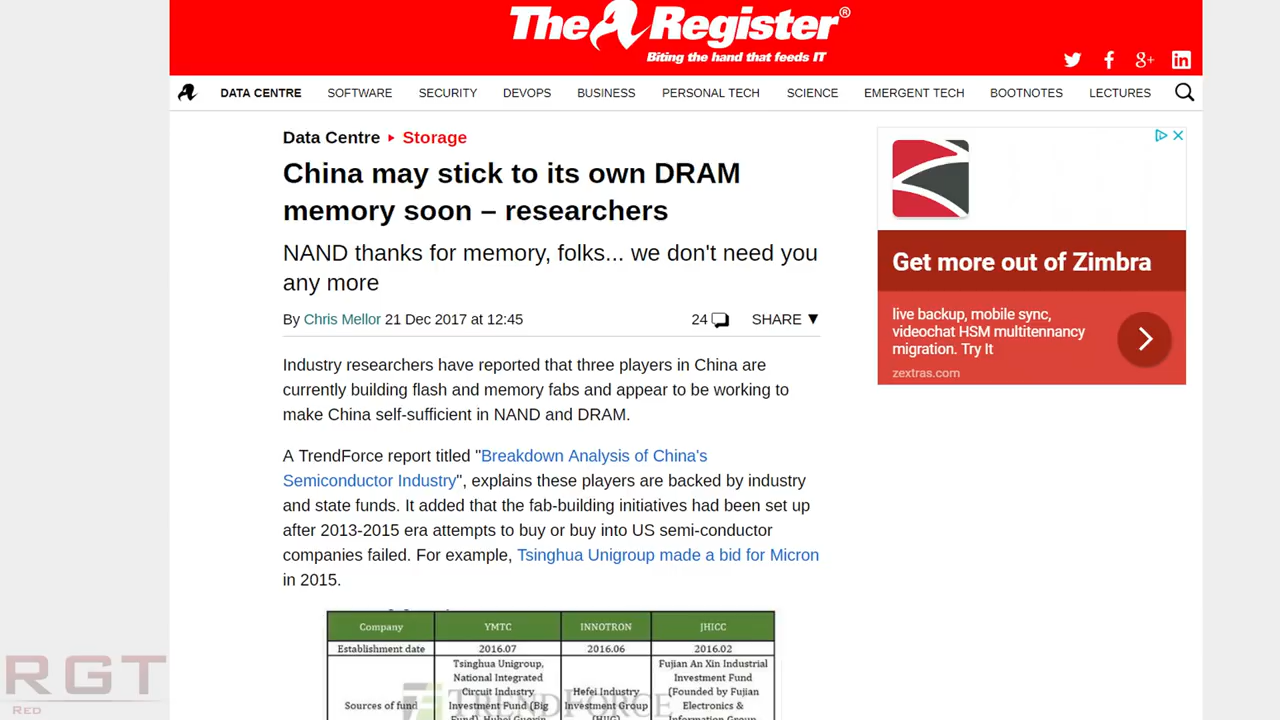 The Register®
Biting the hand that feeds IT
DATA CENTRE SOFTWARE SECURITY DEVOPS BUSINESS PERSONAL TECH SCIENCE EMERGENT TECH BOOTNOTES LECTURES
Data Centre ▸ Storage
China may stick to its own DRAM
memory soon – researchers
NAND thanks for memory, folks... we don't need you
any more
By Chris Mellor 21 Dec 2017 at 12:45
24 SHARE ▼
Industry researchers have reported that three players in China are
currently building flash and memory fabs and appear to be working to
make China self-sufficient in NAND and DRAM.
A TrendForce report titled "Breakdown Analysis of China's
Semiconductor Industry", explains these players are backed by industry
and state funds. It added that the fab-building initiatives had been set up
after 2013-2015 era attempts to buy or buy into US semi-conductor
companies failed. For example, Tsinghua Unigroup made a bid for Micron
in 2015.
Company YMTC INNOTRON JHICC
Establishment date 2016.07 2016.06 2016.02
Sources of fund
Tsinghua Unigroup,
National Integrated
Circuit Industry
Investment Fund (Big
Fund), Hubei Guoxin
Hefei Industry
Investment Group
(HIIG)
Fujian An Xin Industrial
Investment Fund
(Founded by Fujian
Electronics &
Information Group
TRENDFORCE
Get more out of Zimbra
live backup, mobile sync,
videochat HSM multitennancy
migration. Try It
zextras.com
RGT
RED